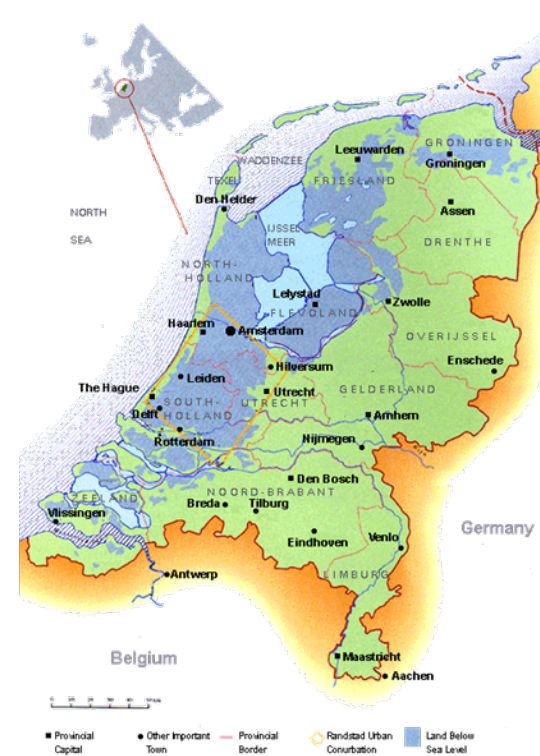 WADDENZEE
GRONINGEN
Leeuwarden
Groningen
TEXEL
FRIESLAND
Den Helder
Assen
NORTH
SEA
IJSSEL
MEER
DRENTHE
NORTH-
HOLLAND
Lelystad
Zwolle
FLEVOLAND
Haarlem
Amsterdam
OVERIJSSEL
Enschede
Hilversum
Leiden
The Hague
Utrecht
GELDERLAND
SOUTH-
HOLLAND
UTRECHT
Delft
Arnhem
Rotterdam
Nijmegen
Den Bosch
ZEELAND
NOORD-BRABANT
Vlissingen
Breda
Tilburg
Germany
Eindhoven
Venlo
Antwerp
LIMBURG
Belgium
Maastricht
Aachen
Provincial
Capital
Other Important
Town
Provincial
Border
Randstad Urban
Conurbation
Land Below
Sea Level